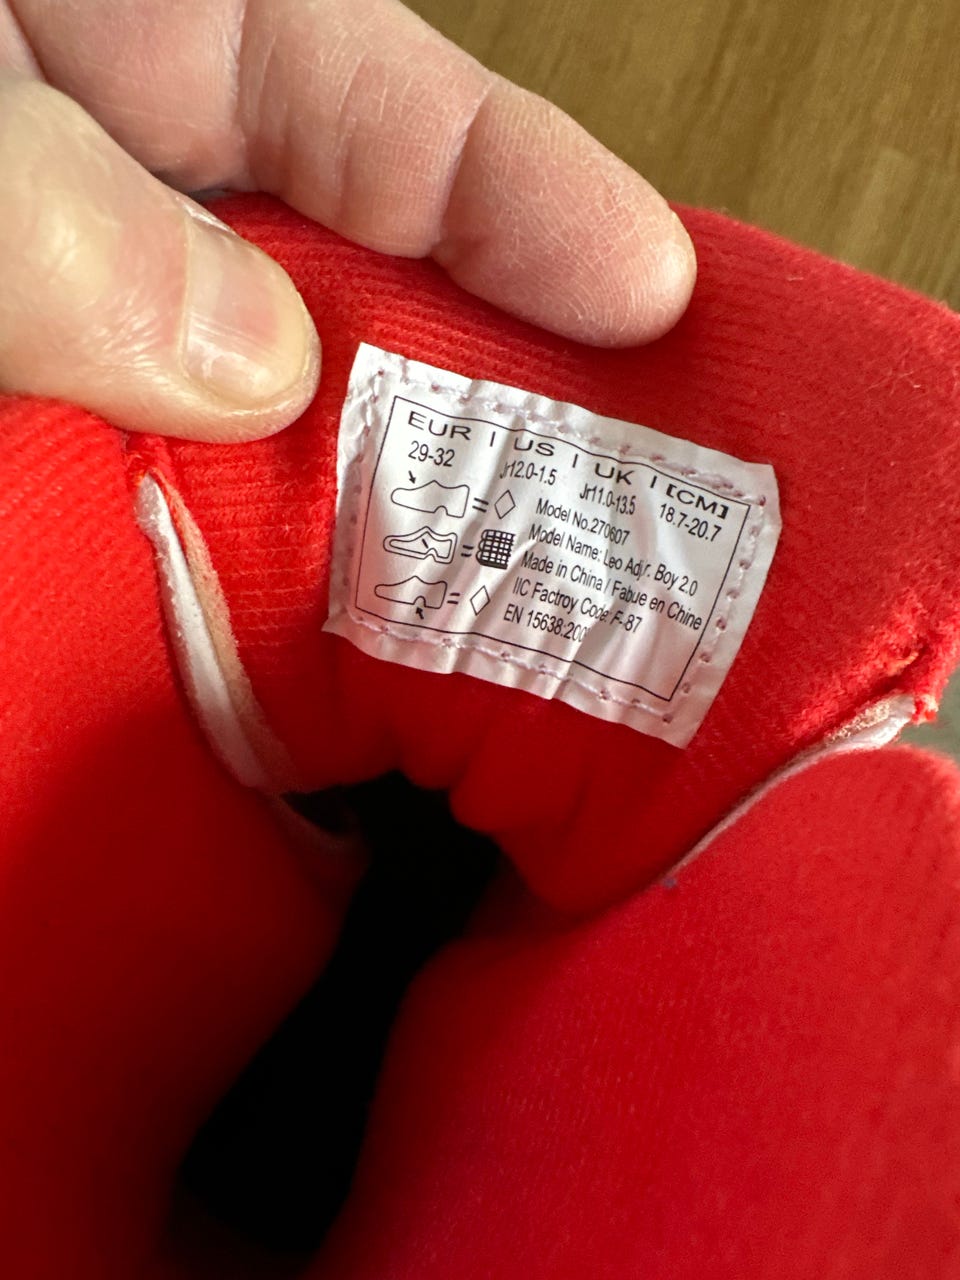 EUR | US | UK | [CM]
29-32 Jr12.0-1.5 Jr11.0-13.5 18.7-20.7
Model No.270607
Model Name: Leo Adjr. Boy 2.0
Made in China / Fabue en Chine
IIC Factroy Code: F-87
EN 15638:200